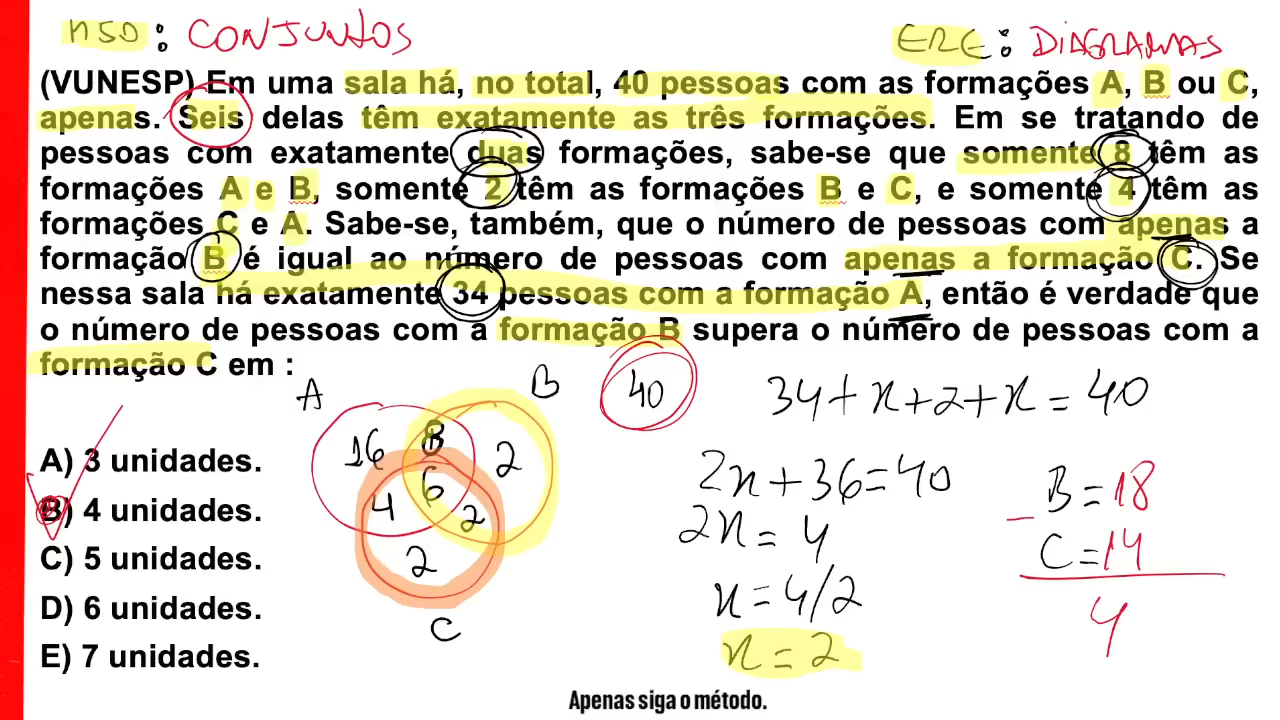 MSD: CONJUNTOS
ERE: DIAGRAMAS
(VUNESP) Em uma sala há, no total, 40 pessoas com as formações A, B ou C,
apenas. Seis delas têm exatamente as três formações. Em se tratando de
pessoas com exatamente duas formações, sabe-se que somente 8 têm as
formações A e B, somente 2 têm as formações B e C, e somente 4 têm as
formações C e A. Sabe-se, também, que o número de pessoas com apenas a
formação B é igual ao número de pessoas com apenas a formação C. Se
nessa sala há exatamente 34 pessoas com a formação A, então é verdade que
o número de pessoas com a formação B supera o número de pessoas com a
formação C em :
A) 3 unidades.
B) 4 unidades.
C) 5 unidades.
D) 6 unidades.
E) 7 unidades.
A
B
16 8 2
6
4 2
2
C
40
34+x+2+x=40
2x+36=40
2x=4
x=4/2
x=2
B=18
- C=14
4
Apenas siga o método.